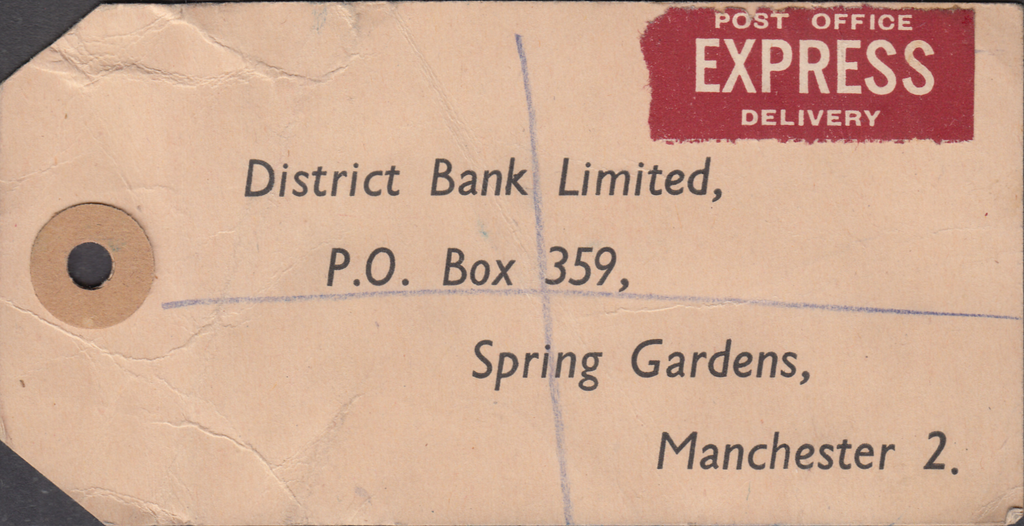 POST OFFICE
EXPRESS
DELIVERY
District Bank Limited,
P.O. Box 359,
Spring Gardens,
Manchester 2.